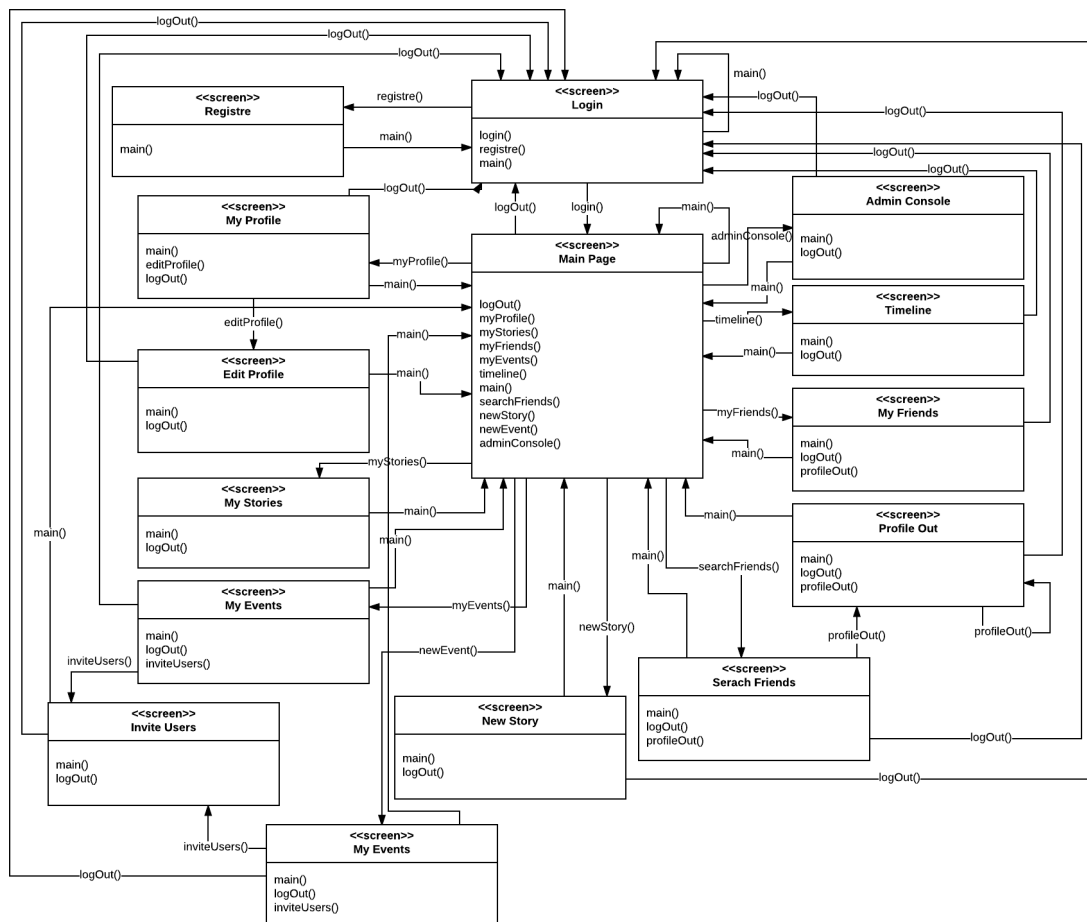 logOut()
logOut()
logOut()
logOut()
main()
<<screen>>
Login
login()
registre()
main()
<<screen>>
Registre
main()
registre()
main()
logOut()
logOut()
logOut()
logOut()
logOut()
logOut()
login()
<<screen>>
My Profile
main()
editProfile()
logOut()
<<screen>>
Admin Console
main()
logOut()
main()
adminConsole()
myProfile()
main()
<<screen>>
Main Page
logOut()
myProfile()
myStories()
myFriends()
myEvents()
timeline()
main()
searchFriends()
newStory()
newEvent()
adminConsole()
main()
<<screen>>
Timeline
main()
logOut()
timeline()
main()
editProfile()
main()
<<screen>>
Edit Profile
main()
logOut()
main()
<<screen>>
My Friends
main()
logOut()
profileOut()
myFriends()
main()
myStories()
<<screen>>
My Stories
main()
logOut()
main()
main()
<<screen>>
Profile Out
main()
logOut()
profileOut()
main()
main()
main()
searchFriends()
main()
<<screen>>
My Events
main()
logOut()
inviteUsers()
myEvents()
newStory()
profileOut()
profileOut()
newEvent()
inviteUsers()
<<screen>>
Serach Friends
main()
logOut()
profileOut()
<<screen>>
Invite Users
main()
logOut()
<<screen>>
New Story
main()
logOut()
logOut()
logOut()
inviteUsers()
<<screen>>
My Events
main()
logOut()
inviteUsers()
logOut()